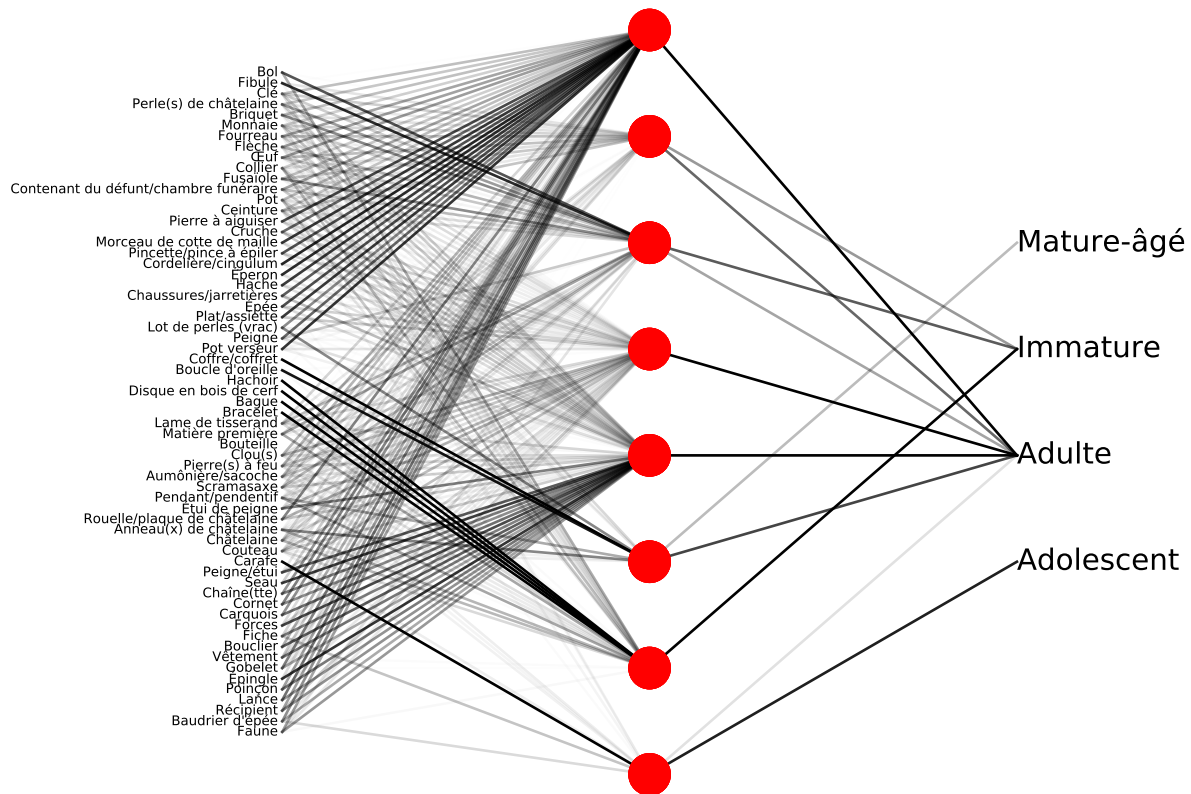 Bol
Fibule
Clé
Perle(s) de châtelaine
Briquet
Monnaie
Fourreau
Flèche
Œuf
Collier
Fusaïole
Contenant du défunt/chambre funéraire
Pot
Ceinture
Pierre à aiguiser
Cruche
Morceau de cotte de maille
Pincette/pince à épiler
Cordelière/cingulum
Éperon
Hache
Chaussures/jarretières
Épée
Plat/assiette
Lot de perles (vrac)
Peigne
Pot verseur
Coffre/coffret
Boucle d'oreille
Hachoir
Disque en bois de cerf
Bague
Bracelet
Lame de tisserand
Matière première
Bouteille
Clou(s)
Pierre(s) à feu
Aumônière/sacoche
Scramasaxe
Pendant/pendentif
Étui de peigne
Rouelle/plaque de châtelaine
Anneau(x) de châtelaine
Châtelaine
Couteau
Carafe
Peigne/étui
Seau
Chaîne(tte)
Cornet
Carquois
Forces
Fiche
Bouclier
Vêtement
Gobelet
Épingle
Poinçon
Lance
Récipient
Baudrier d'épée
Faune
Mature-âgé
Immature
Adulte
Adolescent